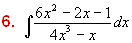 6. ∫ (6x² − 2x − 1)/(4x³ − x) dx